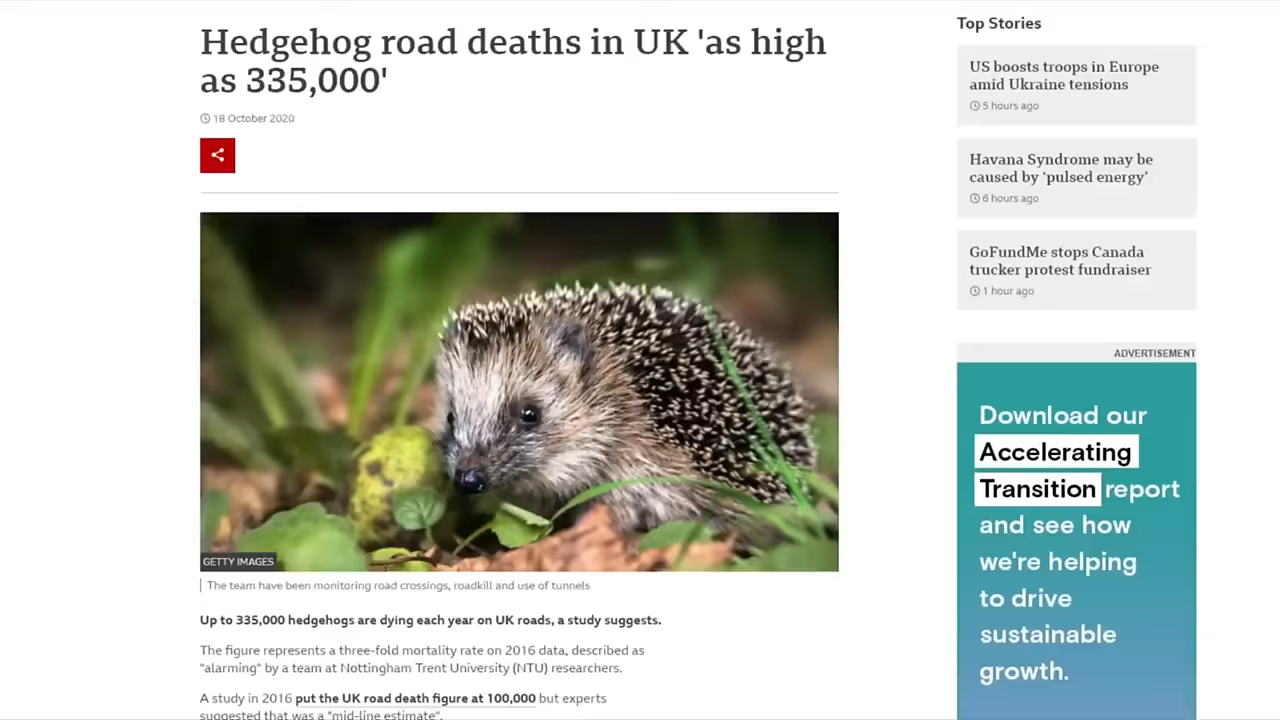 Hedgehog road deaths in UK 'as high
as 335,000'
18 October 2020
GETTY IMAGES
The team have been monitoring road crossings, roadkill and use of tunnels
Up to 335,000 hedgehogs are dying each year on UK roads, a study suggests.
The figure represents a three-fold mortality rate on 2016 data, described as
"alarming" by a team at Nottingham Trent University (NTU) researchers.
A study in 2016 put the UK road death figure at 100,000 but experts
suggested that was a "mid-line estimate".
Top Stories
US boosts troops in Europe
amid Ukraine tensions
5 hours ago
Havana Syndrome may be
caused by ‘pulsed energy’
6 hours ago
GoFundMe stops Canada
trucker protest fundraiser
1 hour ago
ADVERTISEMENT
Download our
Accelerating
Transition report
and see how
we're helping
to drive
sustainable
growth.